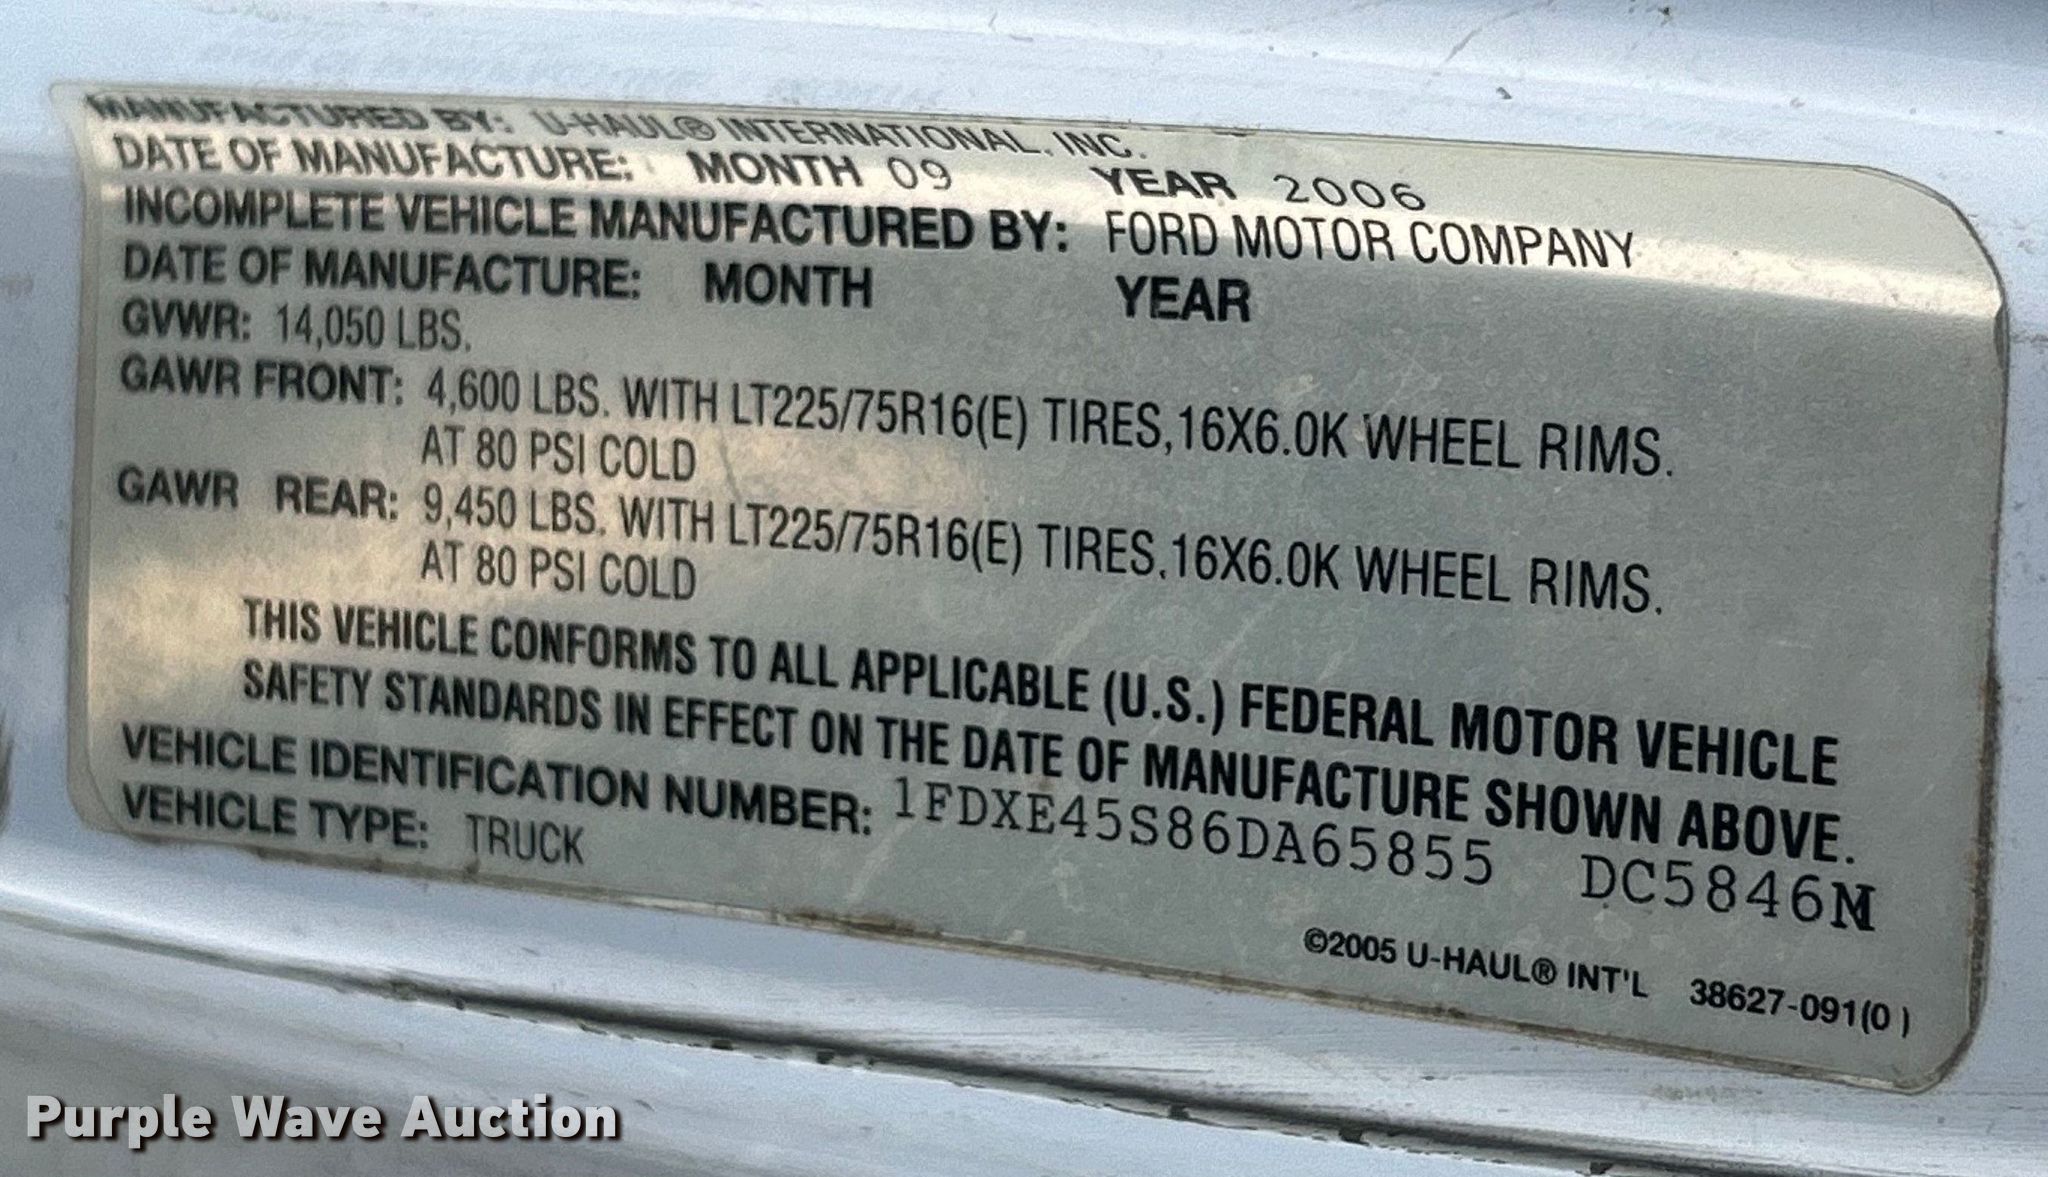 MANUFACTURED BY: U-HAUL® INTERNATIONAL, INC.
DATE OF MANUFACTURE: MONTH 09 YEAR 2006
INCOMPLETE VEHICLE MANUFACTURED BY: FORD MOTOR COMPANY
DATE OF MANUFACTURE: MONTH YEAR
GVWR: 14,050 LBS.
GAWR FRONT: 4,600 LBS. WITH LT225/75R16(E) TIRES,16X6.0K WHEEL RIMS.
AT 80 PSI COLD
GAWR REAR: 9,450 LBS. WITH LT225/75R16(E) TIRES,16X6.0K WHEEL RIMS.
AT 80 PSI COLD
THIS VEHICLE CONFORMS TO ALL APPLICABLE (U.S.) FEDERAL MOTOR VEHICLE
SAFETY STANDARDS IN EFFECT ON THE DATE OF MANUFACTURE SHOWN ABOVE.
VEHICLE IDENTIFICATION NUMBER: 1FDXE45S86DA65855 DC5846N
VEHICLE TYPE: TRUCK
©2005 U-HAUL® INT'L 38627-091(0 )
Purple Wave Auction